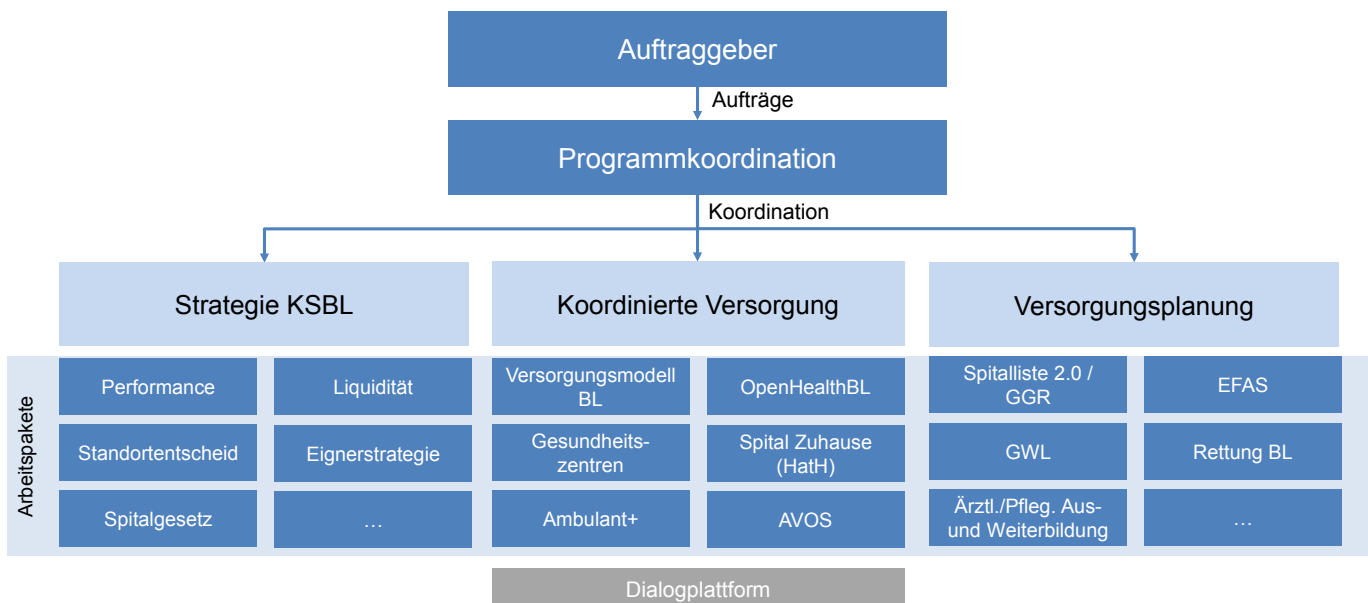 Auftraggeber
Aufträge
Programmkoordination
Koordination
Strategie KSBL
Koordinierte Versorgung
Versorgungsplanung
Arbeitspakete
Performance
Liquidität
Standortentscheid
Eignerstrategie
Spitalgesetz
…
Versorgungsmodell
BL
OpenHealthBL
Gesundheits-
zentren
Spital Zuhause
(HatH)
Ambulant+
AVOS
Spitalliste 2.0 /
GGR
EFAS
GWL
Rettung BL
Ärztl./Pfleg. Aus-
und Weiterbildung
…
Dialogplattform